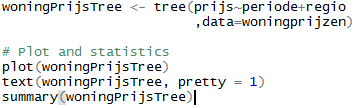 woningPrijsTree <- tree(prijs~periode+regio
,data=woningprijzen)
# Plot and statistics
plot(woningPrijsTree)
text(woningPrijsTree, pretty = 1)
summary(woningPrijsTree)